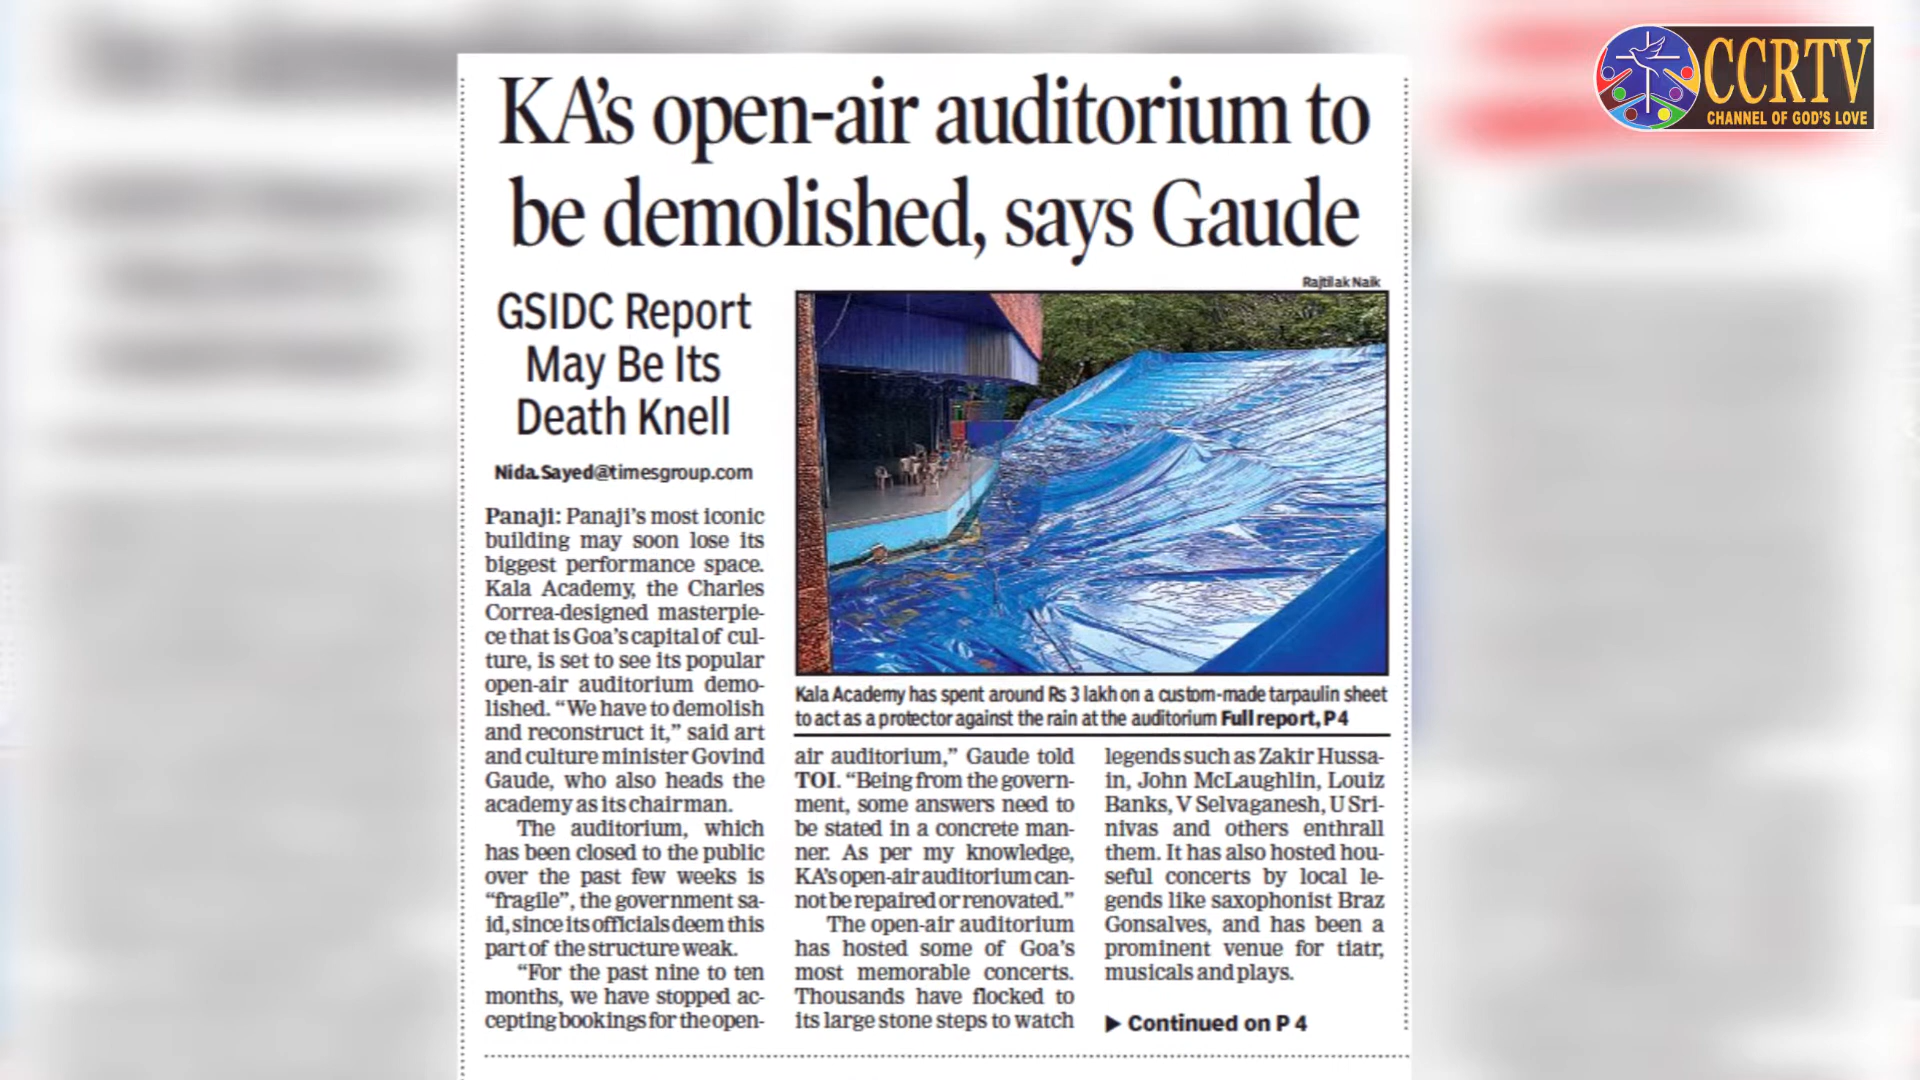 CCRTV
CHANNEL OF GOD'S LOVE
KA's open-air auditorium to
be demolished, says Gaude
GSIDC Report
May Be Its
Death Knell
Nida.Sayed@timesgroup.com
Rajtilak Naik
Panaji: Panaji's most iconic
building may soon lose its
biggest performance space.
Kala Academy, the Charles
Correa-designed masterpie-
ce that is Goa's capital of cul-
ture, is set to see its popular
open-air auditorium demo-
lished. “We have to demolish
and reconstruct it,” said art
and culture minister Govind
Gaude, who also heads the
academy as its chairman.
The auditorium, which
has been closed to the public
over the past few weeks is
“fragile”, the government sa-
id, since its officials deem this
part of the structure weak.
“For the past nine to ten
months, we have stopped ac-
cepting bookings for the open-
Kala Academy has spent around Rs 3 lakh on a custom-made tarpaulin sheet
to act as a protector against the rain at the auditorium Full report, P 4
air auditorium,” Gaude told
TOI. “Being from the govern-
ment, some answers need to
be stated in a concrete man-
ner. As per my knowledge,
KA's open-air auditorium can-
not be repaired or renovated.”
The open-air auditorium
has hosted some of Goa's
most memorable concerts.
Thousands have flocked to
its large stone steps to watch
legends such as Zakir Hussa-
in, John McLaughlin, Louiz
Banks, V Selvaganesh, U Sri-
nivas and others enthrall
them. It has also hosted hou-
seful concerts by local le-
gends like saxophonist Braz
Gonsalves, and has been a
prominent venue for tiatr,
musicals and plays.
▶ Continued on P 4